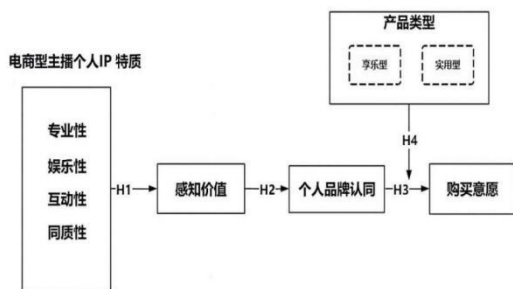 产品类型
享乐型
实用型
电商型主播个人IP 特质
专业性
娱乐性
互动性
同质性
H1
感知价值
H2
个人品牌认同
H3
H4
购买意愿